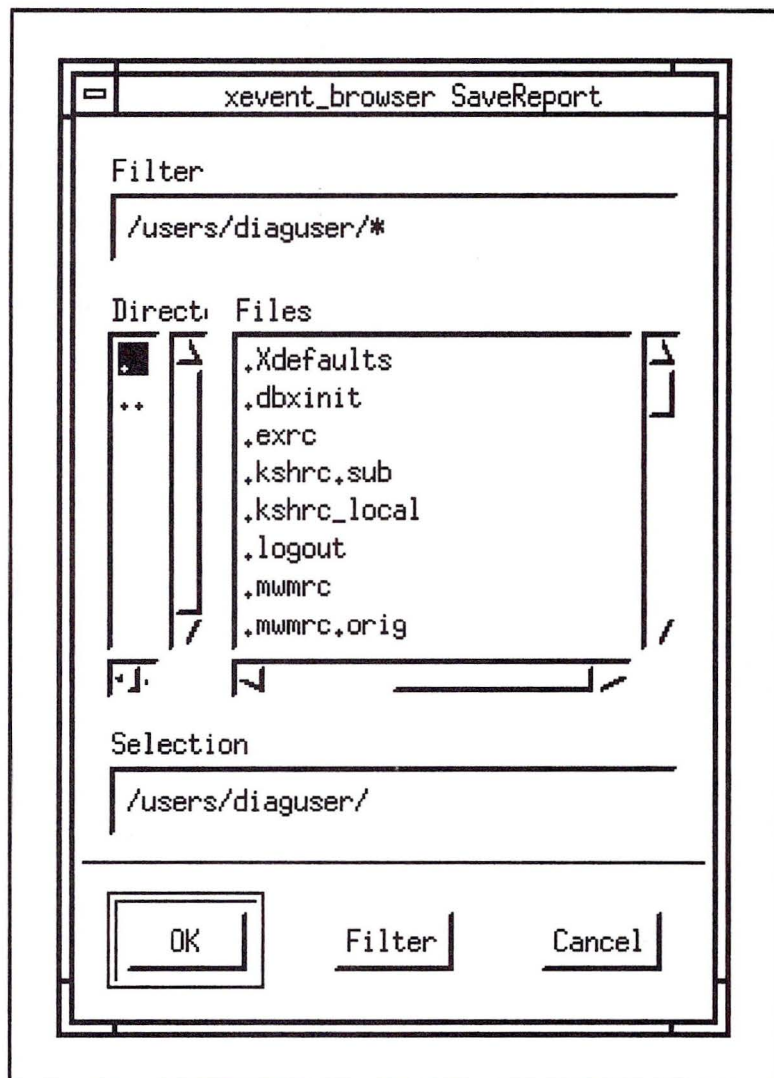 xevent_browser SaveReport
Filter
/users/diaguser/*
Direct
Files
.
..
.Xdefaults
.dbxinit
.exrc
.kshrc.sub
.kshrc_local
.logout
.mwmrc
.mwmrc.orig
Selection
/users/diaguser/
OK
Filter
Cancel